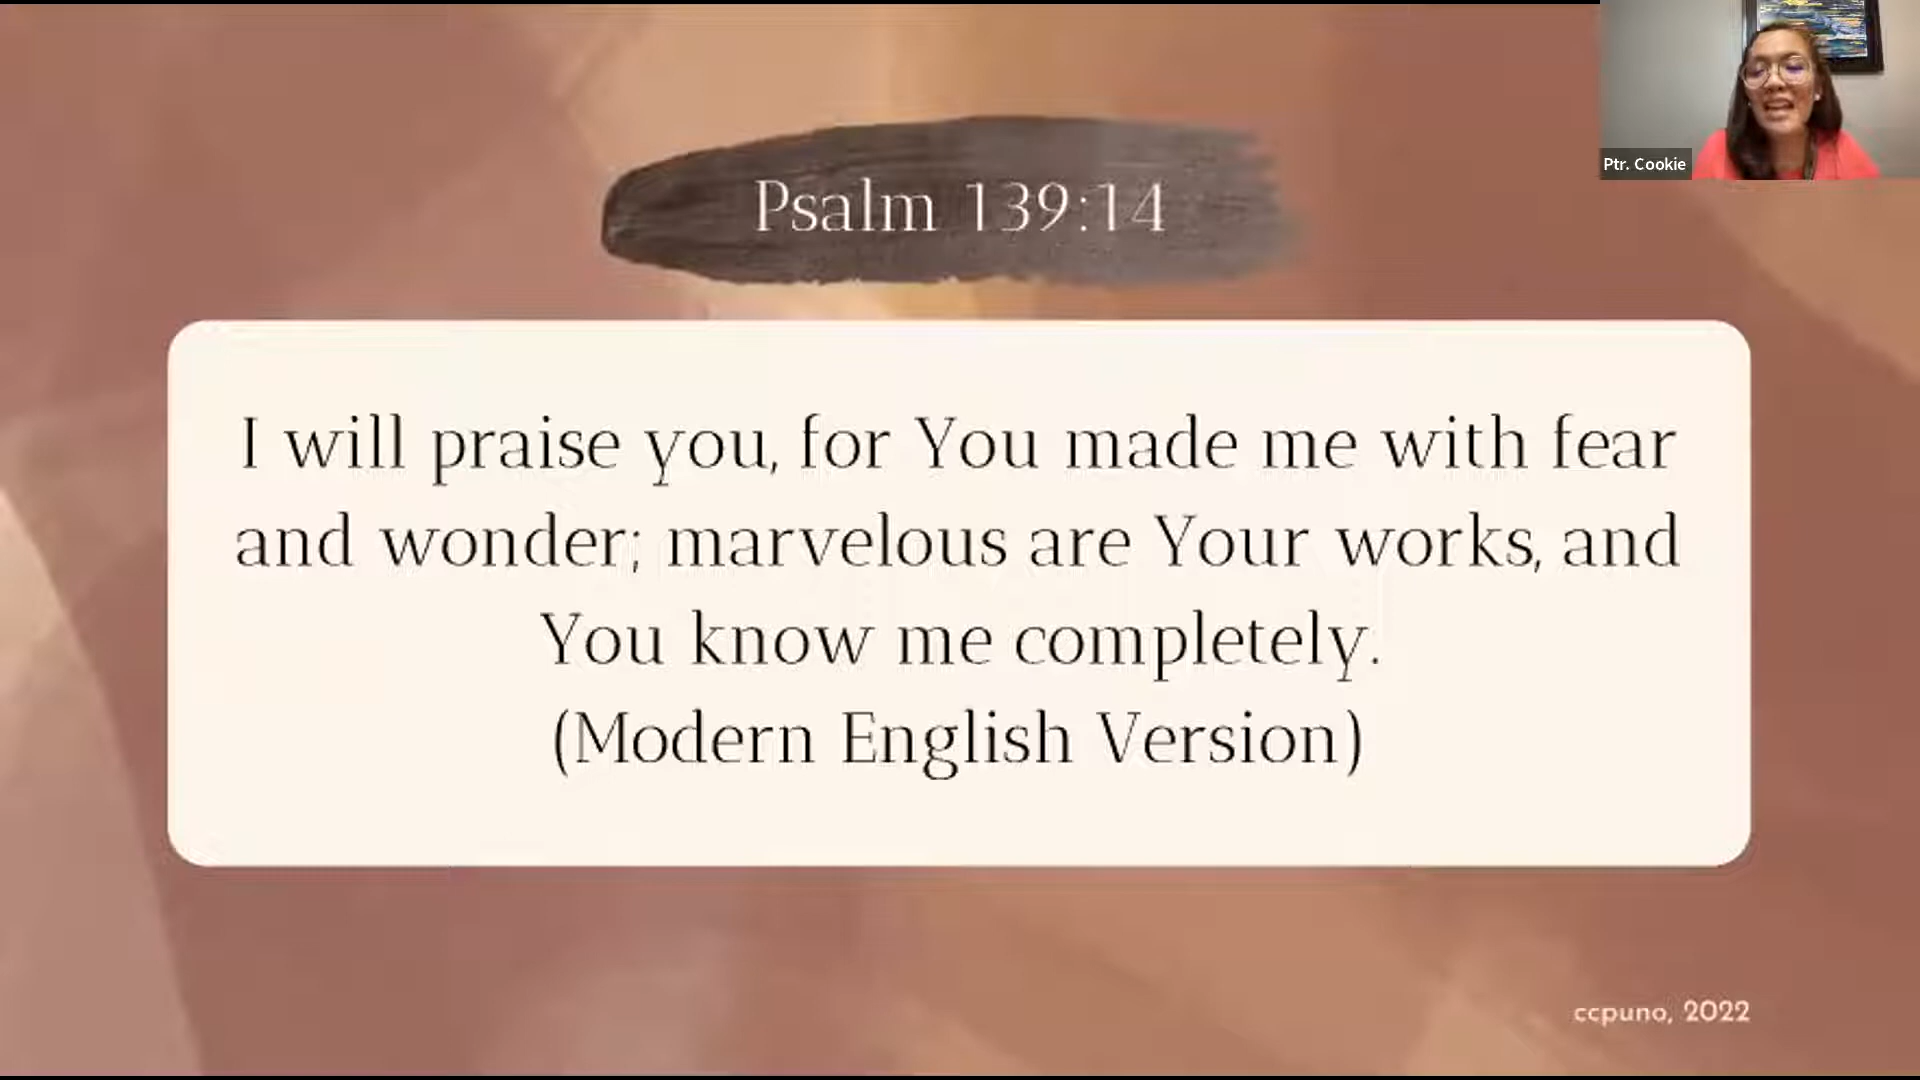 Ptr. Cookie
Psalm 139:14
I will praise you, for You made me with fear
and wonder; marvelous are Your works, and
You know me completely.
(Modern English Version)
ccpuno, 2022